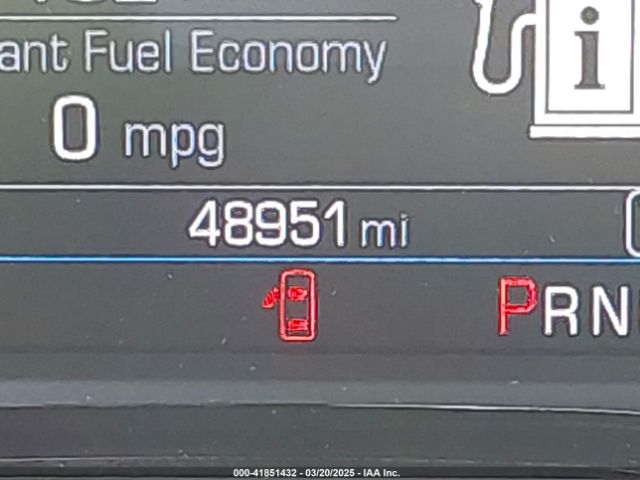 ant Fuel Economy
i
0 mpg
48951 mi
PRN
000-41851432 - 03/20/2025 - IAA Inc.